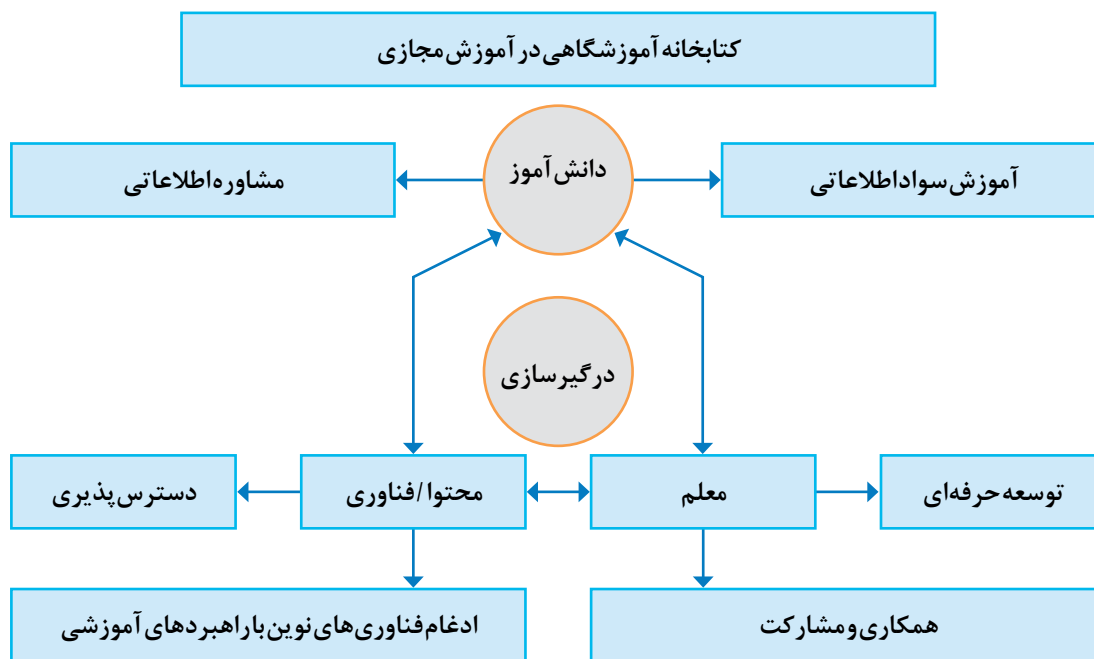 کتابخانه آموزشگاهی در آموزش مجازی
دانش‌آموز
آموزش سواد اطلاعاتی
مشاوره اطلاعاتی
درگیرسازی
توسعه حرفه‌ای
معلم
محتوا / فناوری
دسترس‌پذیری
همکاری و مشارکت
ادغام فناوری‌های نوین با راهبردهای آموزشی